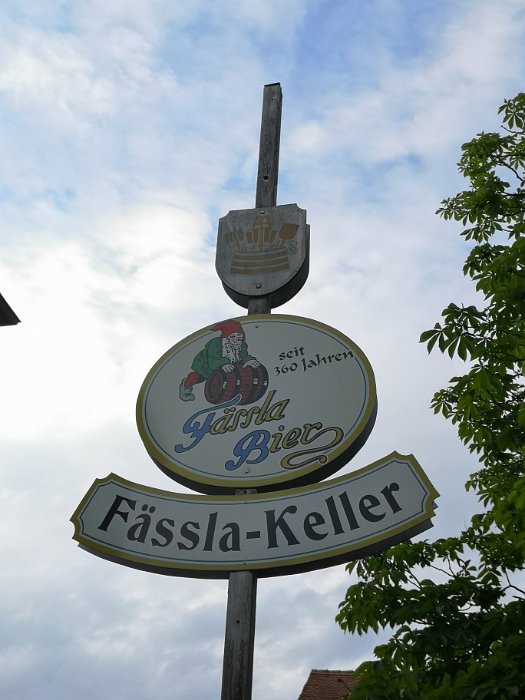 seit
360 Jahren
Fässla
Bier
Fässla-Keller